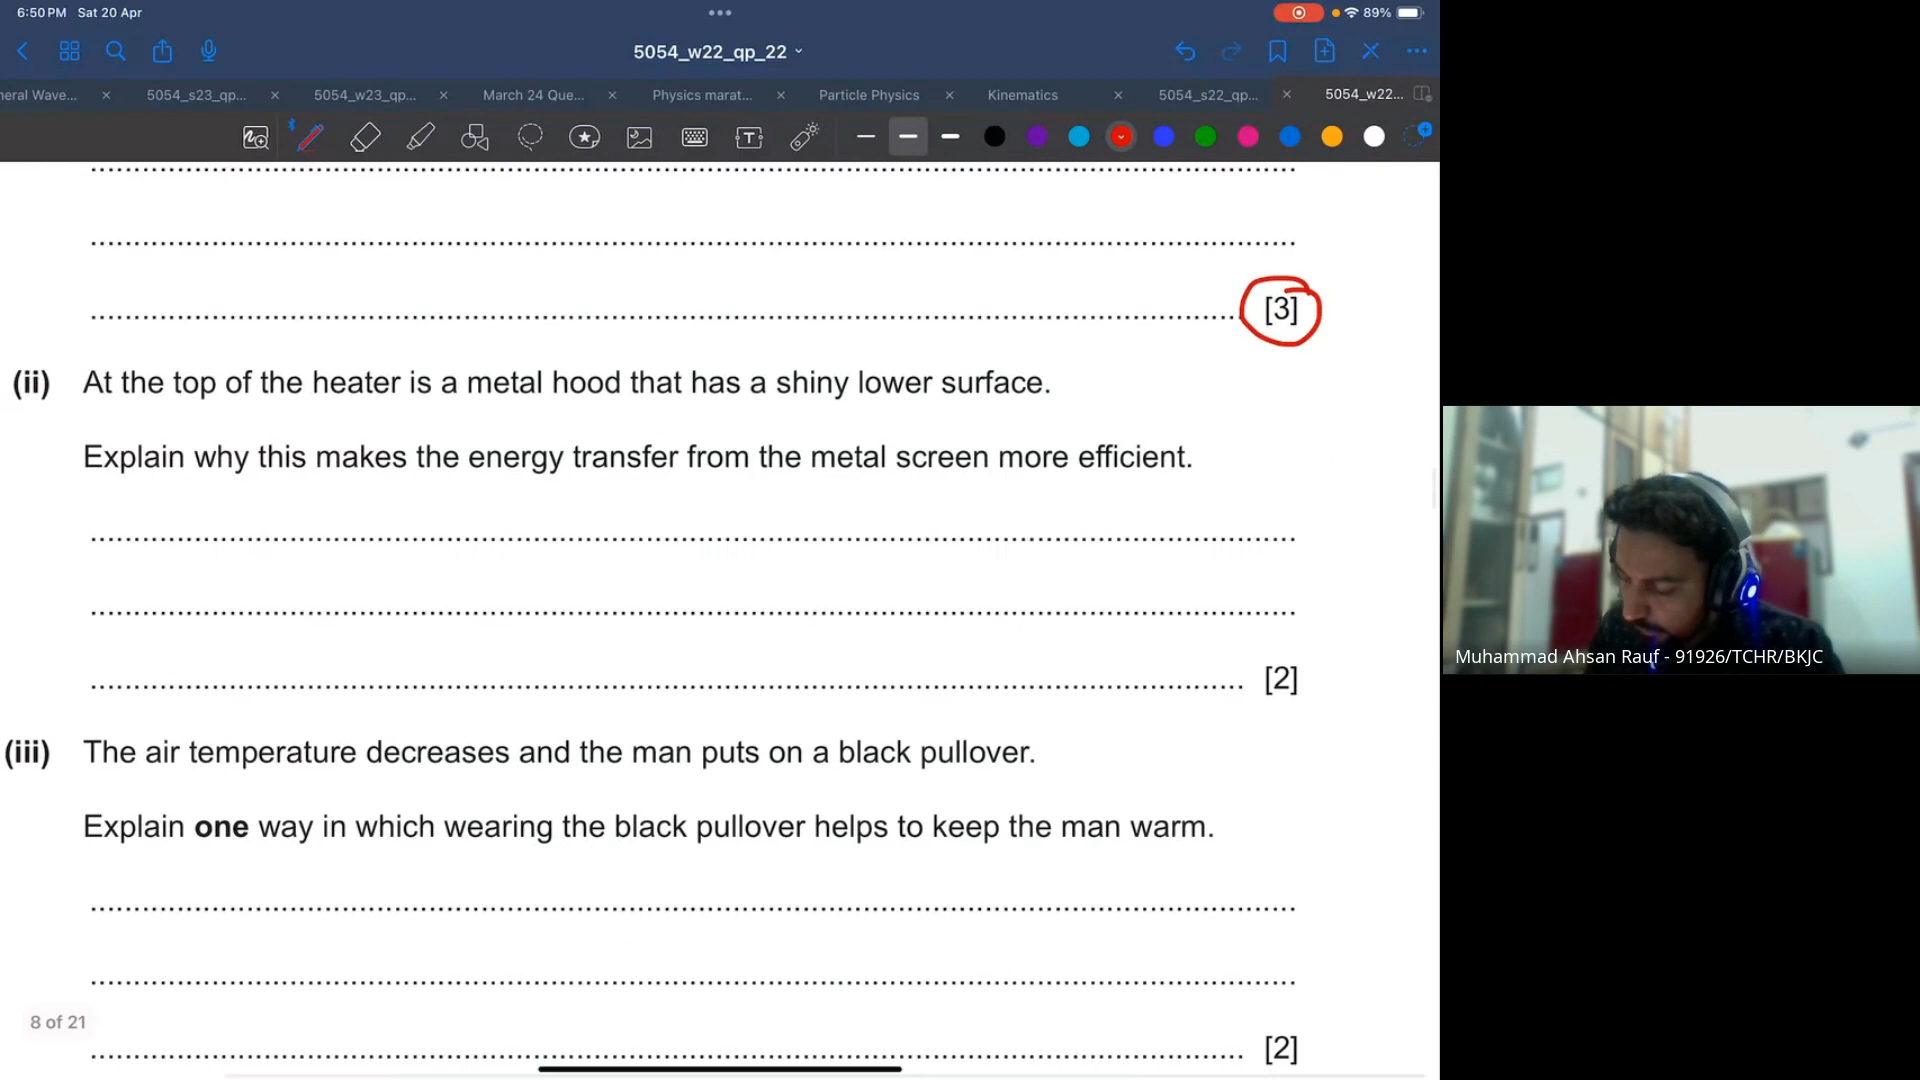 6:50 PM Sat 20 Apr
89%
5054_w22_qp_22
neral Wave...
5054_s23_qp...
5054_w23_qp...
March 24 Que...
Physics marat...
Particle Physics
Kinematics
5054_s22_qp...
5054_w22...
[3]
(ii) At the top of the heater is a metal hood that has a shiny lower surface.
Explain why this makes the energy transfer from the metal screen more efficient.
[2]
(iii) The air temperature decreases and the man puts on a black pullover.
Explain one way in which wearing the black pullover helps to keep the man warm.
[2]
8 of 21
Muhammad Ahsan Rauf - 91926/TCHR/BKJC